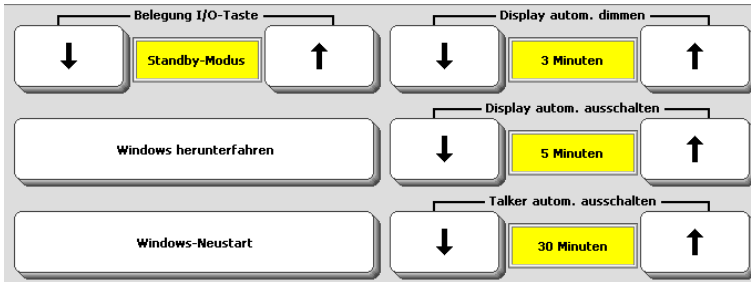 Belegung I/O-Taste
Display autom. dimmen
Standby-Modus
3 Minuten
Display autom. ausschalten
Windows herunterfahren
5 Minuten
Talker autom. ausschalten
Windows-Neustart
30 Minuten